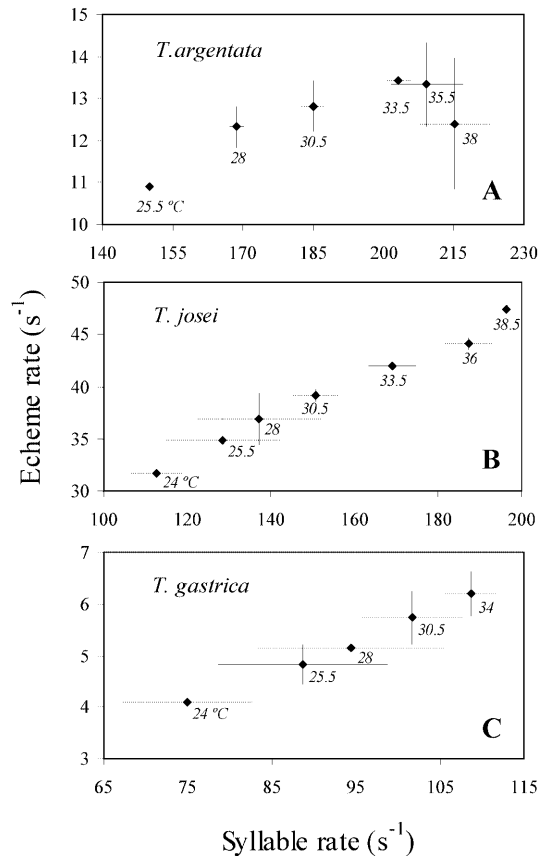 15
14
T.argentata
13
12
11
10
33.5
35.5
30.5
28
38
25.5 ºC
A
140 155 170 185 200 215 230
Echeme rate (s-1)
50
45
40
35
30
T. josei
38.5
36
33.5
30.5
28
25.5
24 ºC
B
100 120 140 160 180 200
7
6
5
4
3
T. gastrica
34
30.5
28
25.5
24 ºC
C
65 75 85 95 105 115
Syllable rate (s-1)